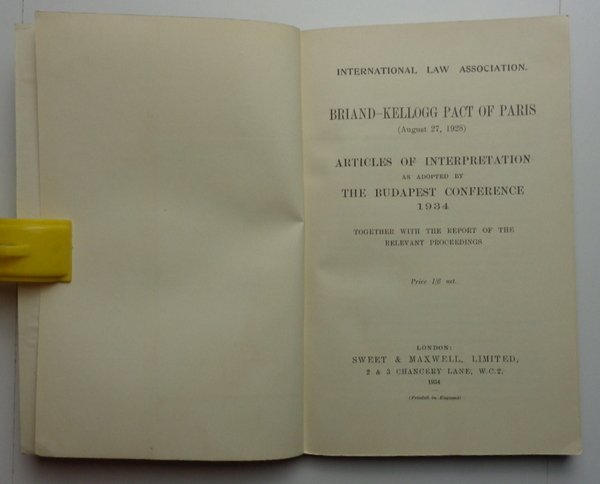 INTERNATIONAL LAW ASSOCIATION.
BRIAND-KELLOGG PACT OF PARIS
(August 27, 1928)
ARTICLES OF INTERPRETATION
AS ADOPTED BY
THE BUDAPEST CONFERENCE
1934
TOGETHER WITH THE REPORT OF THE
RELEVANT PROCEEDINGS
Price 1/6 net.
LONDON:
SWEET & MAXWELL, LIMITED,
2 & 3 CHANCERY LANE, W.C.2.
1934
(Printed in England)